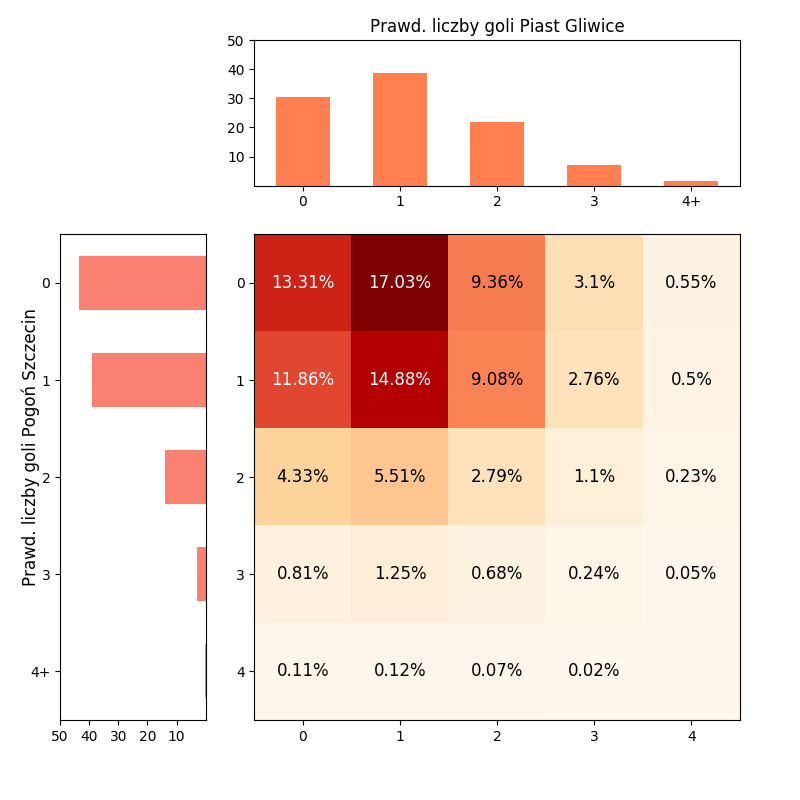 Prawd. liczby goli Piast Gliwice
50
40
30
20
10
0 1 2 3 4+
Prawd. liczby goli Pogoń Szczecin
0
1
2
3
4+
50 40 30 20 10
0 13.31% 17.03% 9.36% 3.1% 0.55%
1 11.86% 14.88% 9.08% 2.76% 0.5%
2 4.33% 5.51% 2.79% 1.1% 0.23%
3 0.81% 1.25% 0.68% 0.24% 0.05%
4 0.11% 0.12% 0.07% 0.02%
0 1 2 3 4